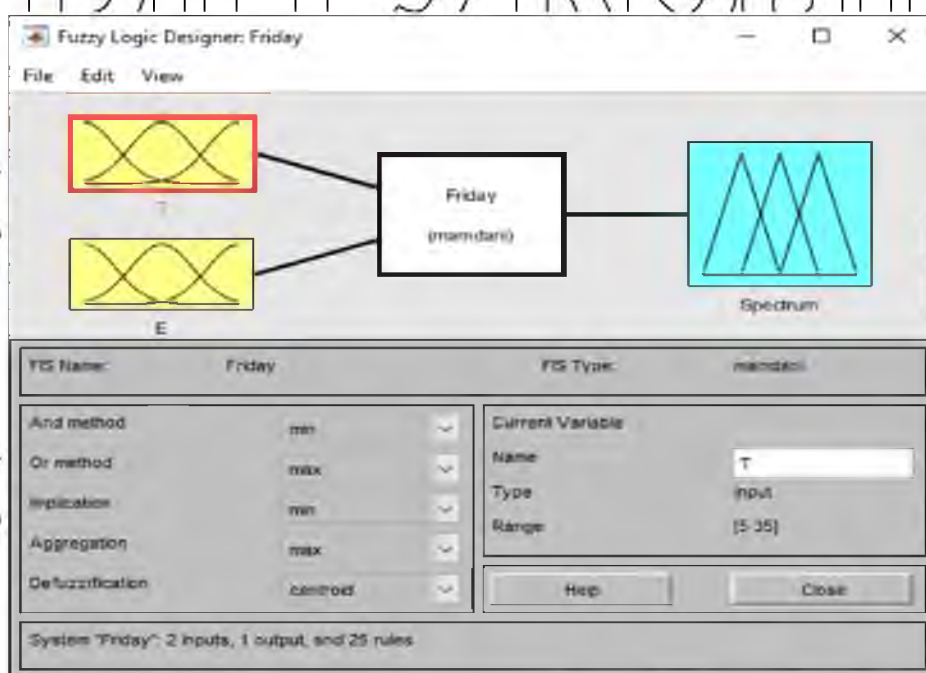 Fuzzy Logic Designer: Friday
File Edit View
T
Friday
(mamdani)
E
Spectrum
FIS Name: Friday FIS Type: mamdani
And method min
Or method max
Implication min
Aggregation max
Defuzzification centroid
Current Variable
Name T
Type input
Range [5 35]
Help Close
System "Friday": 2 inputs, 1 output, and 25 rules